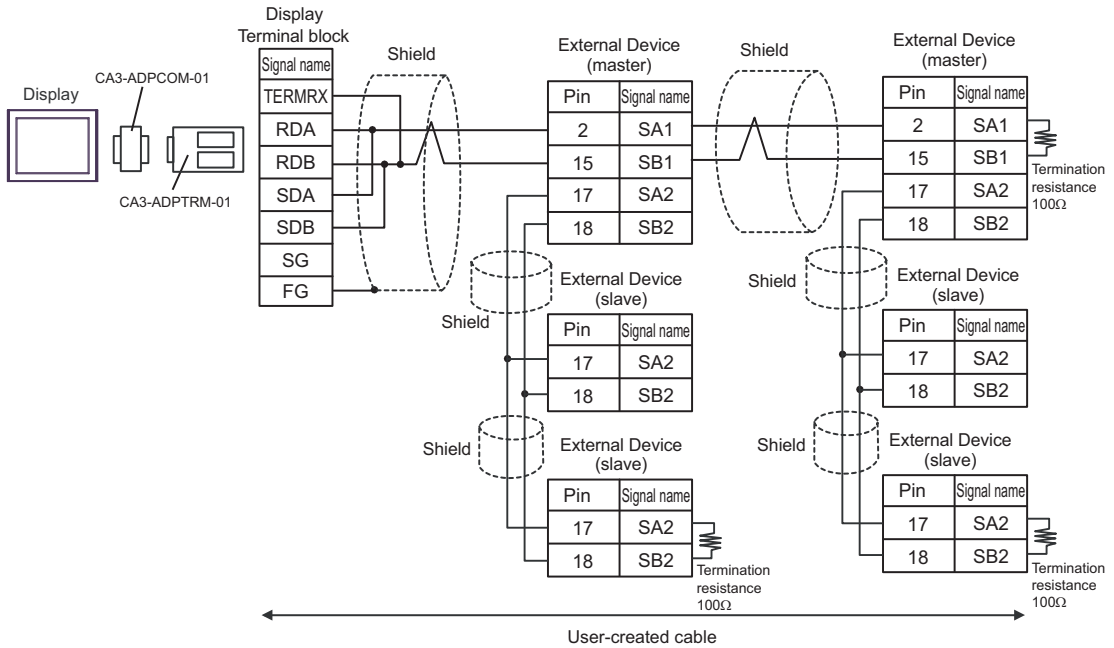 Display
CA3-ADPCOM-01
CA3-ADPTRM-01
Display
Terminal block
Signal name
TERMRX
RDA
RDB
SDA
SDB
SG
FG
Shield
External Device
(master)
Pin Signal name
2 SA1
15 SB1
17 SA2
18 SB2
Shield
External Device
(master)
Pin Signal name
2 SA1
15 SB1
17 SA2
18 SB2
Termination
resistance
100Ω
Shield
External Device
(slave)
Pin Signal name
17 SA2
18 SB2
Shield
External Device
(slave)
Pin Signal name
17 SA2
18 SB2
Shield
External Device
(slave)
Pin Signal name
17 SA2
18 SB2
Termination
resistance
100Ω
Shield
External Device
(slave)
Pin Signal name
17 SA2
18 SB2
Termination
resistance
100Ω
User-created cable